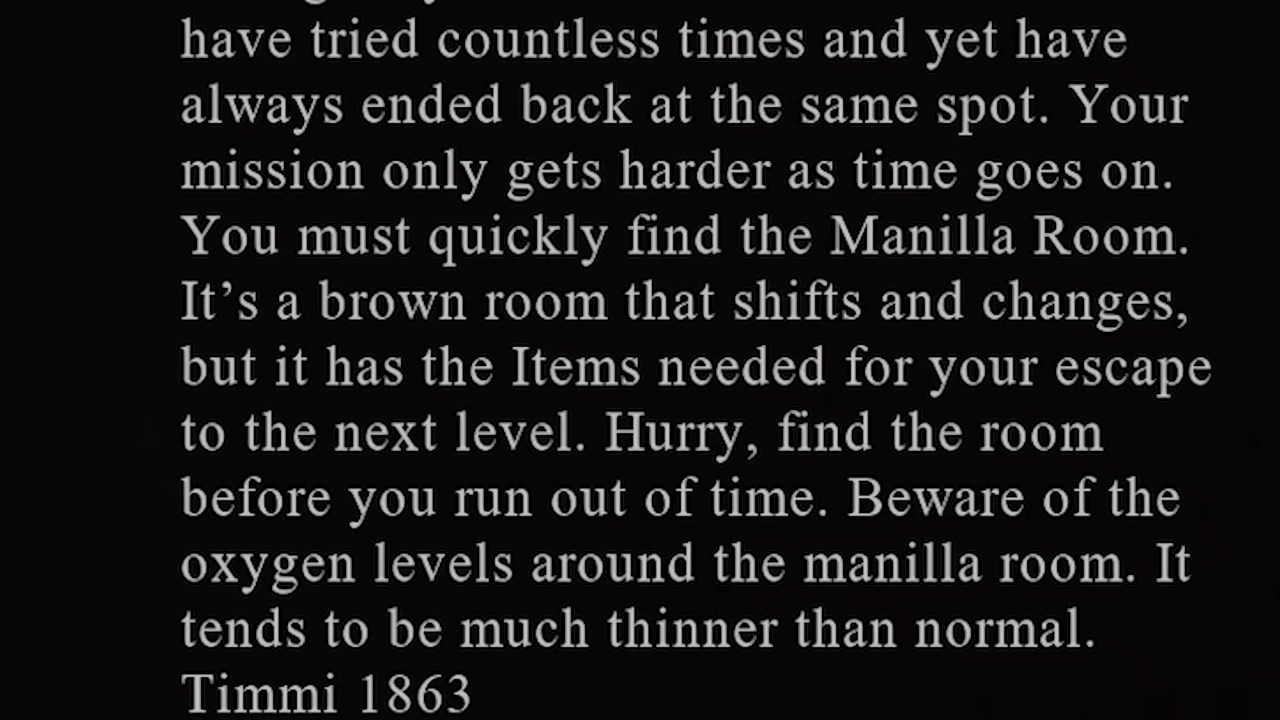 have tried countless times and yet have
always ended back at the same spot. Your
mission only gets harder as time goes on.
You must quickly find the Manilla Room.
It’s a brown room that shifts and changes,
but it has the Items needed for your escape
to the next level. Hurry, find the room
before you run out of time. Beware of the
oxygen levels around the manilla room. It
tends to be much thinner than normal.
Timmi 1863